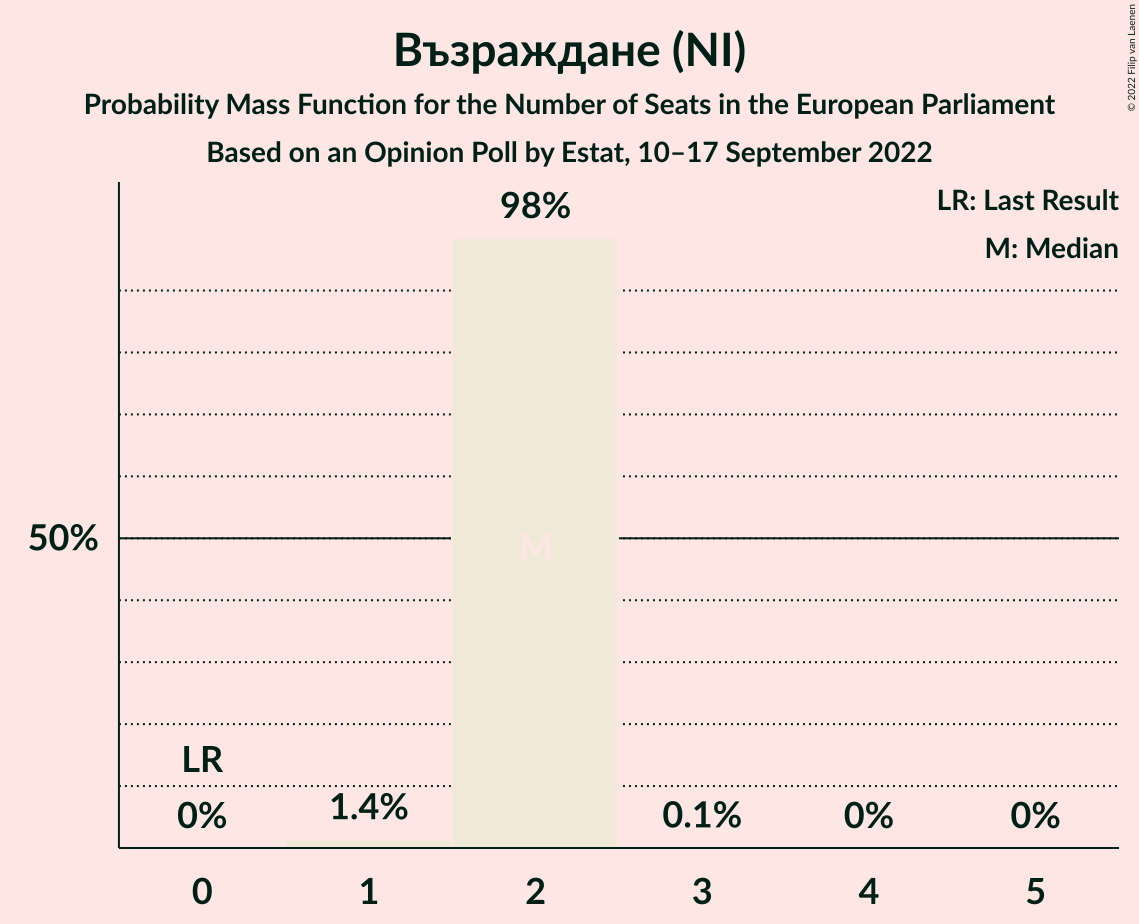 Възраждане (NI)
Probability Mass Function for the Number of Seats in the European Parliament
Based on an Opinion Poll by Estat, 10–17 September 2022
© 2022 Filip van Laenen
LR: Last Result
M: Median
98%
50%
M
LR
0%
1.4%
0.1%
0%
0%
0 1 2 3 4 5